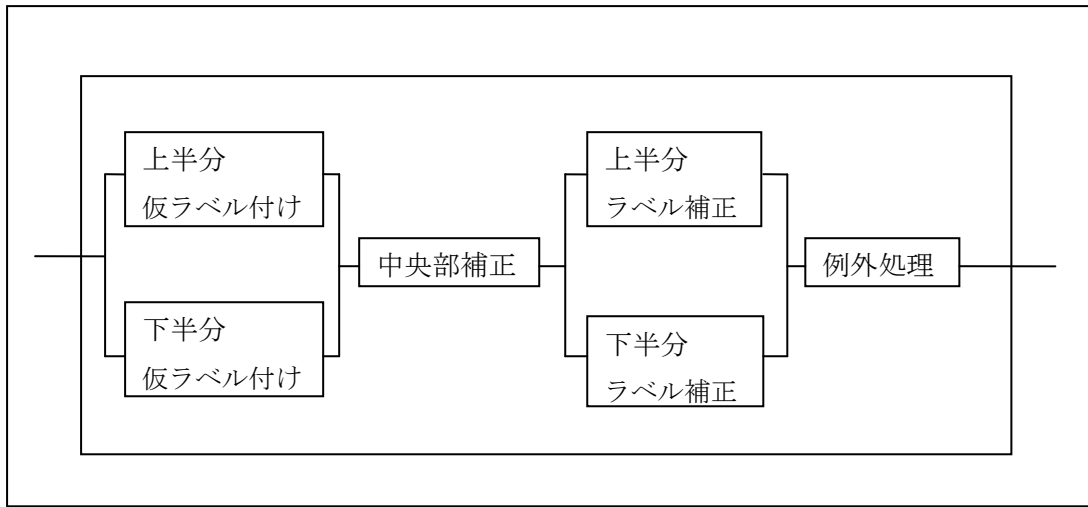 上半分
仮ラベル付け
下半分
仮ラベル付け
中央部補正
上半分
ラベル補正
下半分
ラベル補正
例外処理